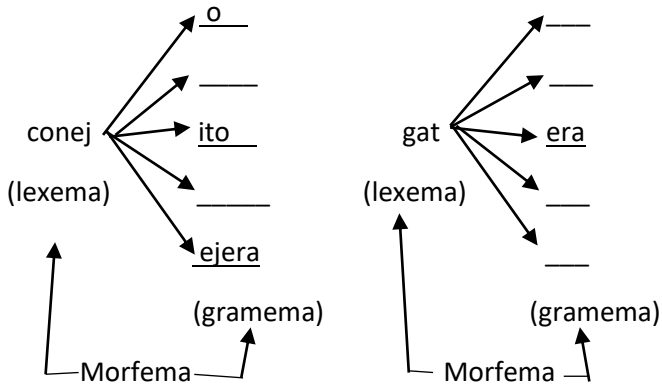 o
conej
ito
(lexema)
ejera
(gramema)
Morfema
gat
era
(lexema)
(gramema)
Morfema